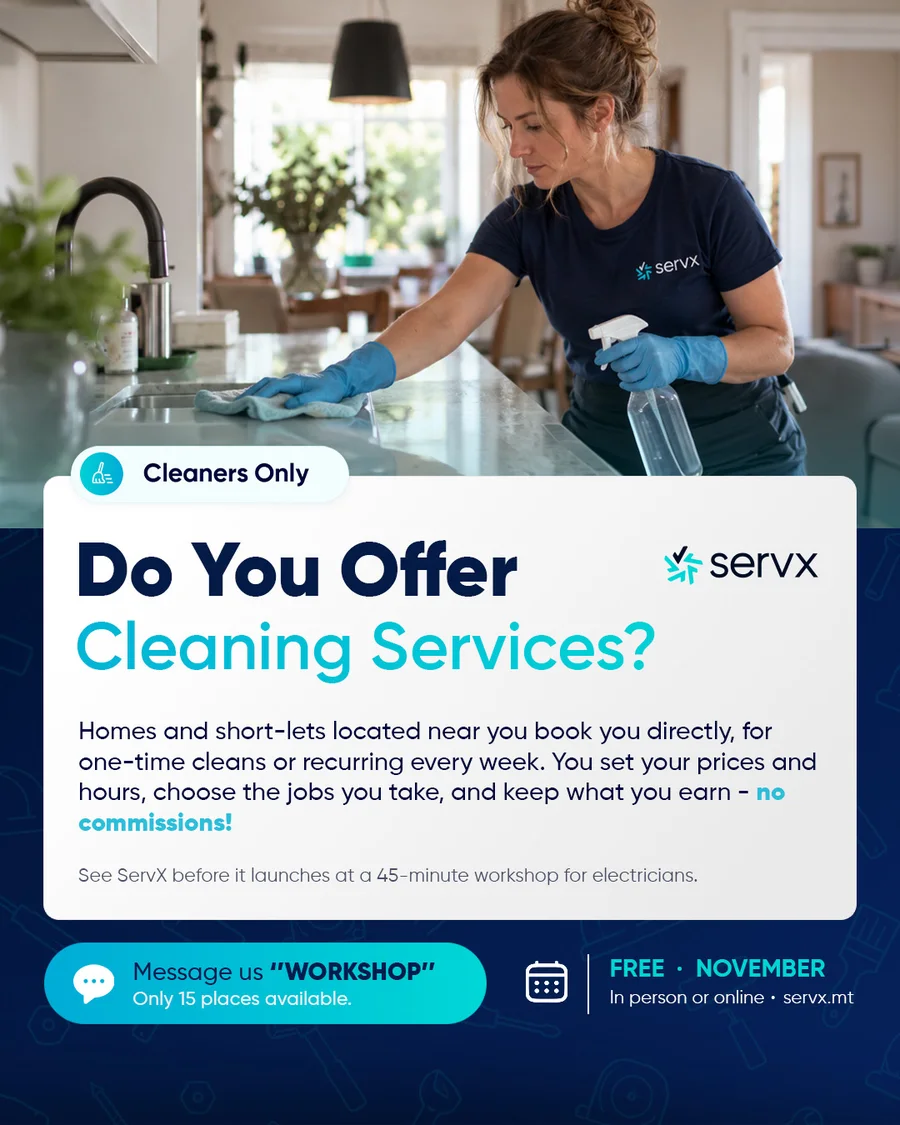 servx
Cleaners Only
Do You Offer
servx
Cleaning Services?
Homes and short-lets located near you book you directly, for
one-time cleans or recurring every week. You set your prices and
hours, choose the jobs you take, and keep what you earn - no
commissions!
See ServX before it launches at a 45-minute workshop for electricians.
Message us ‘‘WORKSHOP’’
Only 15 places available.
FREE · NOVEMBER
In person or online · servx.mt